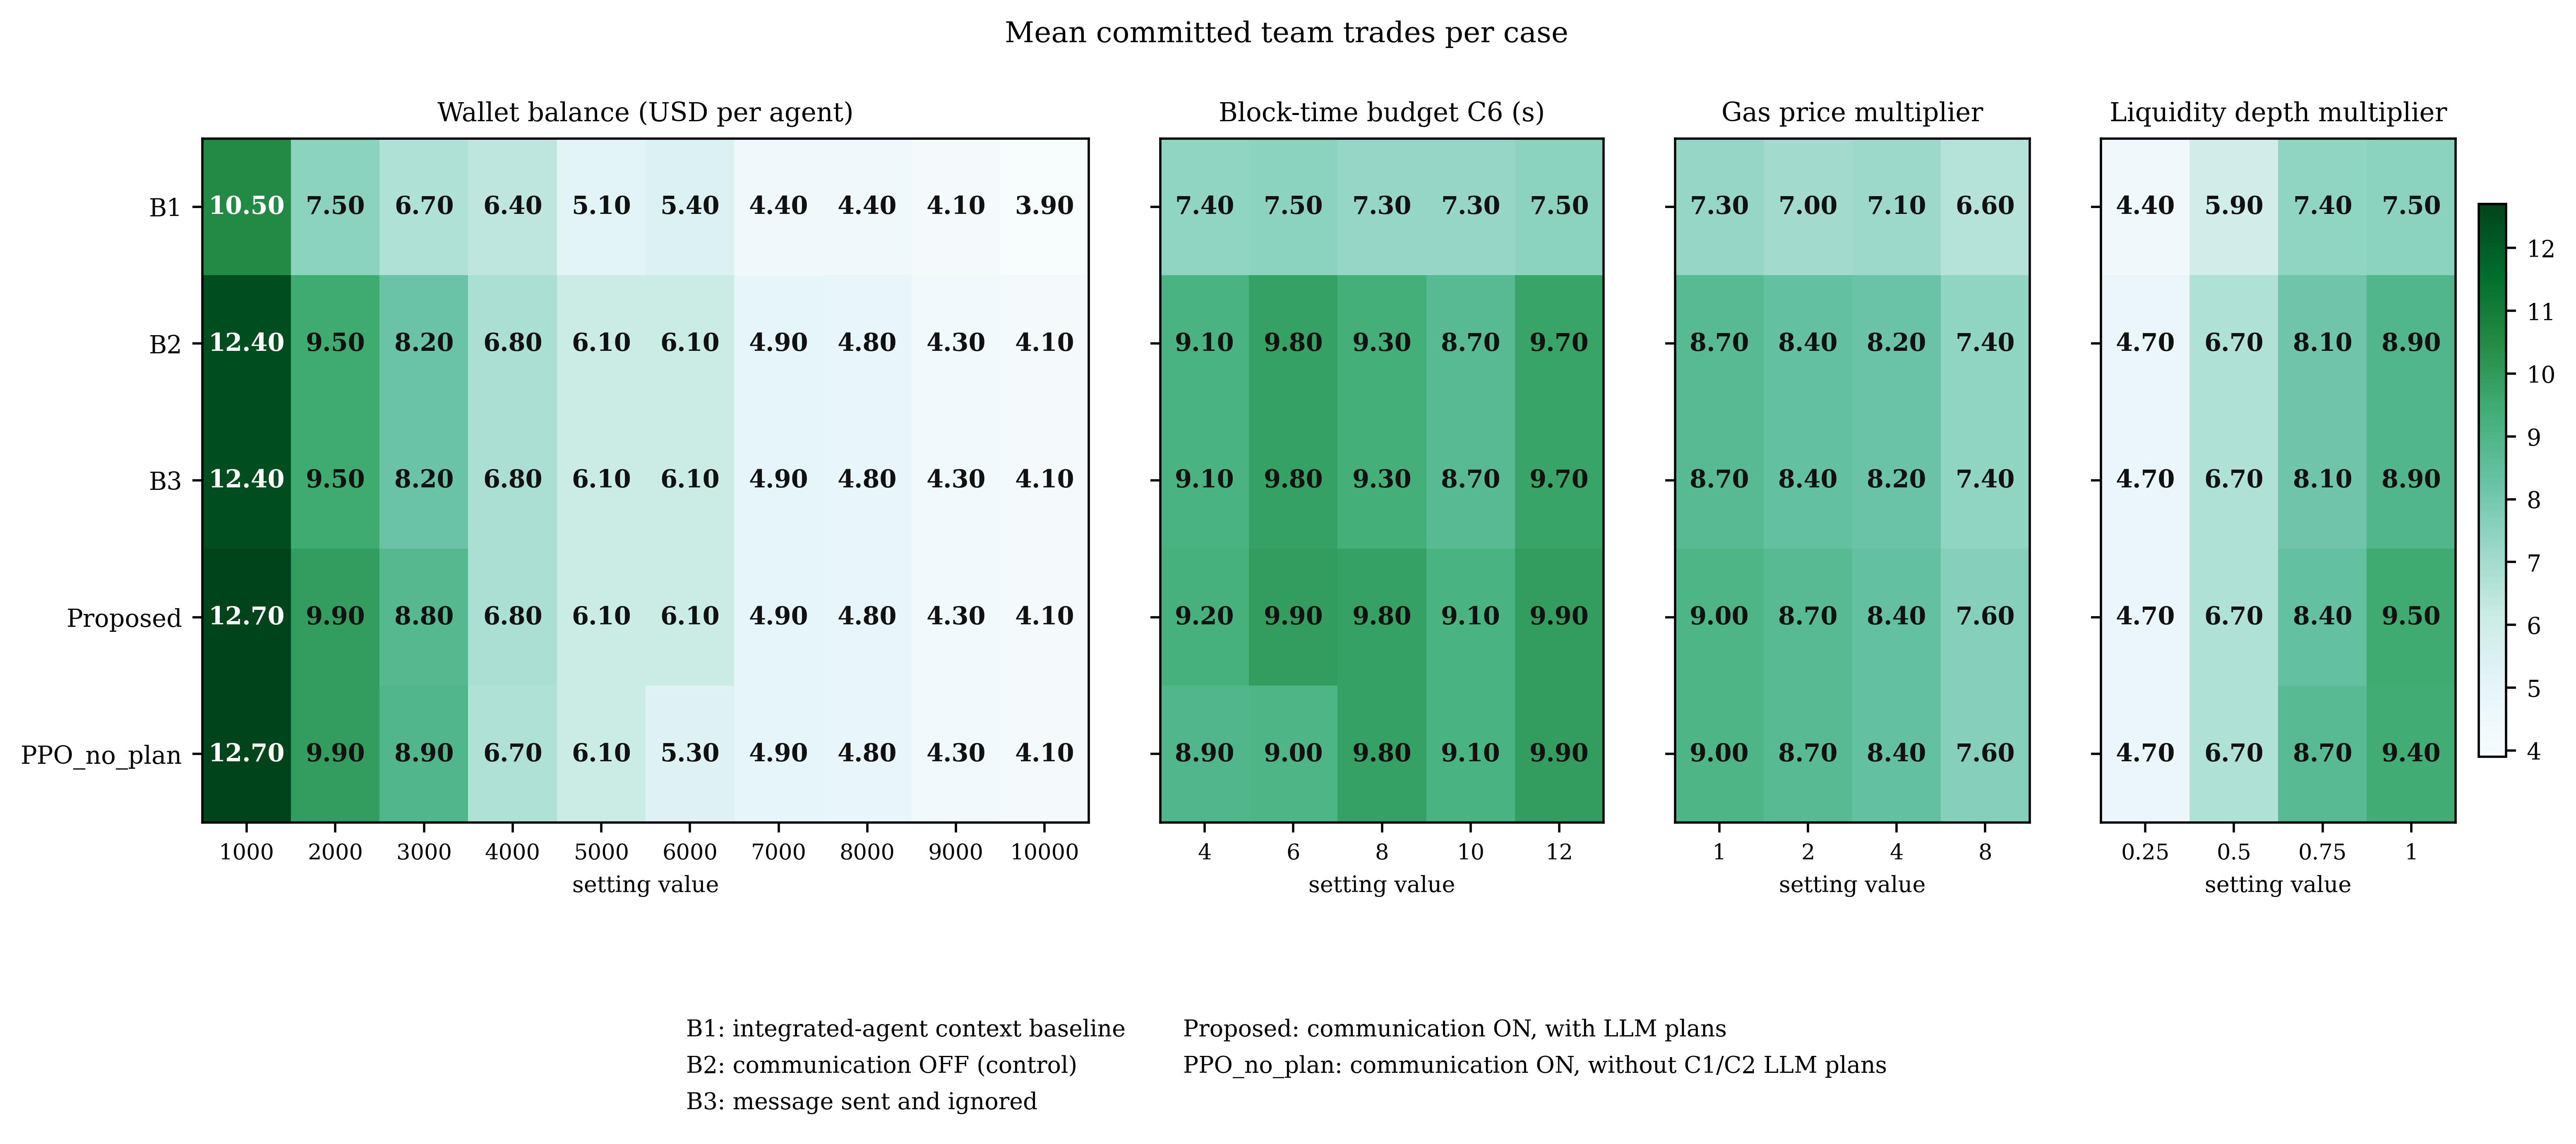 Mean committed team trades per case
Wallet balance (USD per agent)
Block-time budget C6 (s)
Gas price multiplier
Liquidity depth multiplier
B1 10.50 7.50 6.70 6.40 5.10 5.40 4.40 4.40 4.10 3.90 7.40 7.50 7.30 7.30 7.50 7.30 7.00 7.10 6.60 4.40 5.90 7.40 7.50
B2 12.40 9.50 8.20 6.80 6.10 6.10 4.90 4.80 4.30 4.10 9.10 9.80 9.30 8.70 9.70 8.70 8.40 8.20 7.40 4.70 6.70 8.10 8.90
B3 12.40 9.50 8.20 6.80 6.10 6.10 4.90 4.80 4.30 4.10 9.10 9.80 9.30 8.70 9.70 8.70 8.40 8.20 7.40 4.70 6.70 8.10 8.90
Proposed 12.70 9.90 8.80 6.80 6.10 6.10 4.90 4.80 4.30 4.10 9.20 9.90 9.80 9.10 9.90 9.00 8.70 8.40 7.60 4.70 6.70 8.40 9.50
PPO_no_plan 12.70 9.90 8.90 6.70 6.10 5.30 4.90 4.80 4.30 4.10 8.90 9.00 9.80 9.10 9.90 9.00 8.70 8.40 7.60 4.70 6.70 8.70 9.40
1000 2000 3000 4000 5000 6000 7000 8000 9000 10000 4 6 8 10 12 1 2 4 8 0.25 0.5 0.75 1
setting value
setting value
setting value
setting value
12
10
9
8
7
6
5
4
B1: integrated-agent context baseline
B2: communication OFF (control)
B3: message sent and ignored
Proposed: communication ON, with LLM plans
PPO_no_plan: communication ON, without C1/C2 LLM plans